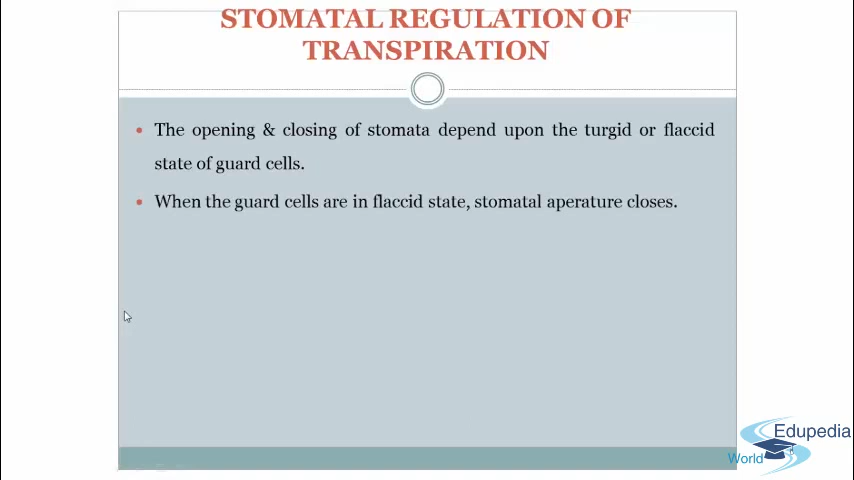 STOMATAL REGULATION OF
TRANSPIRATION
• The opening & closing of stomata depend upon the turgid or flaccid
state of guard cells.
• When the guard cells are in flaccid state, stomatal aperature closes.
Edupedia
World